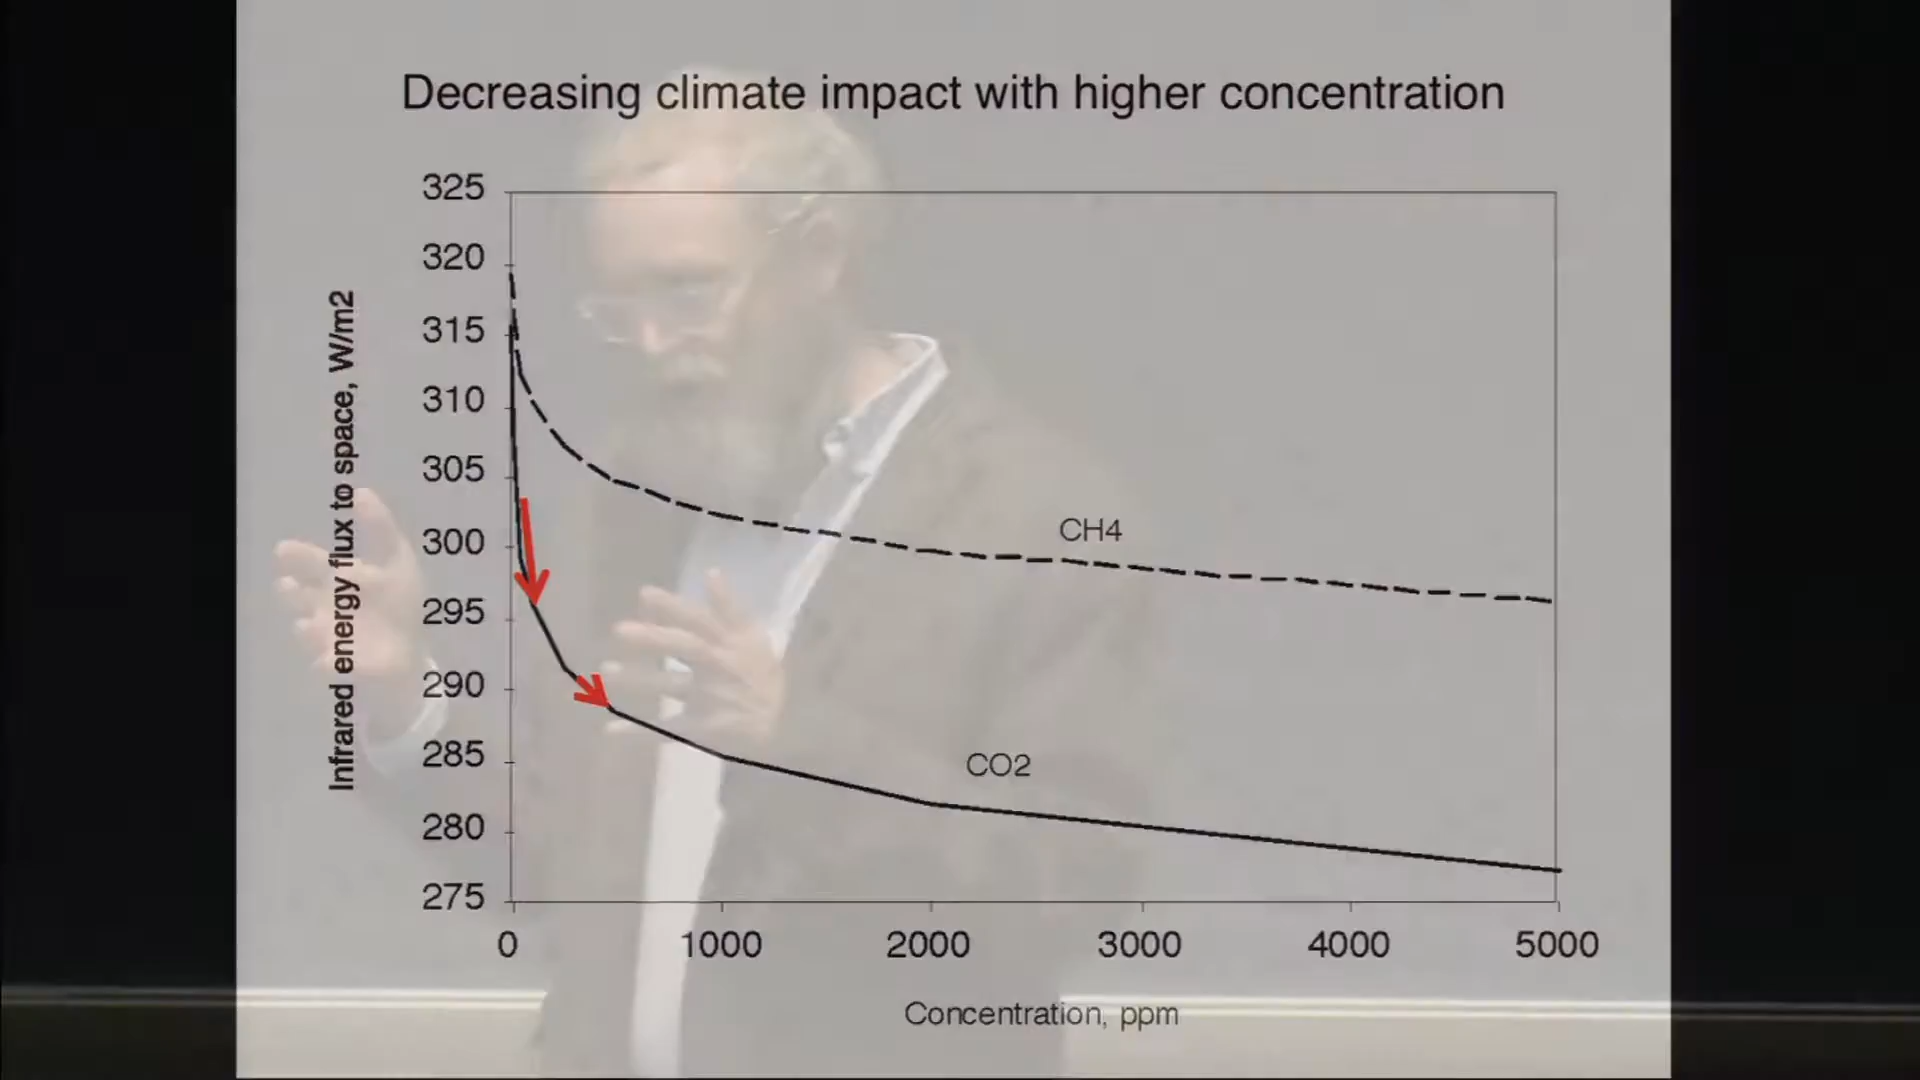 Decreasing climate impact with higher concentration
325
320
315
310
305
300
295
290
285
280
275
Infrared energy flux to space, W/m2
CH4
CO2
0 1000 2000 3000 4000 5000
Concentration, ppm